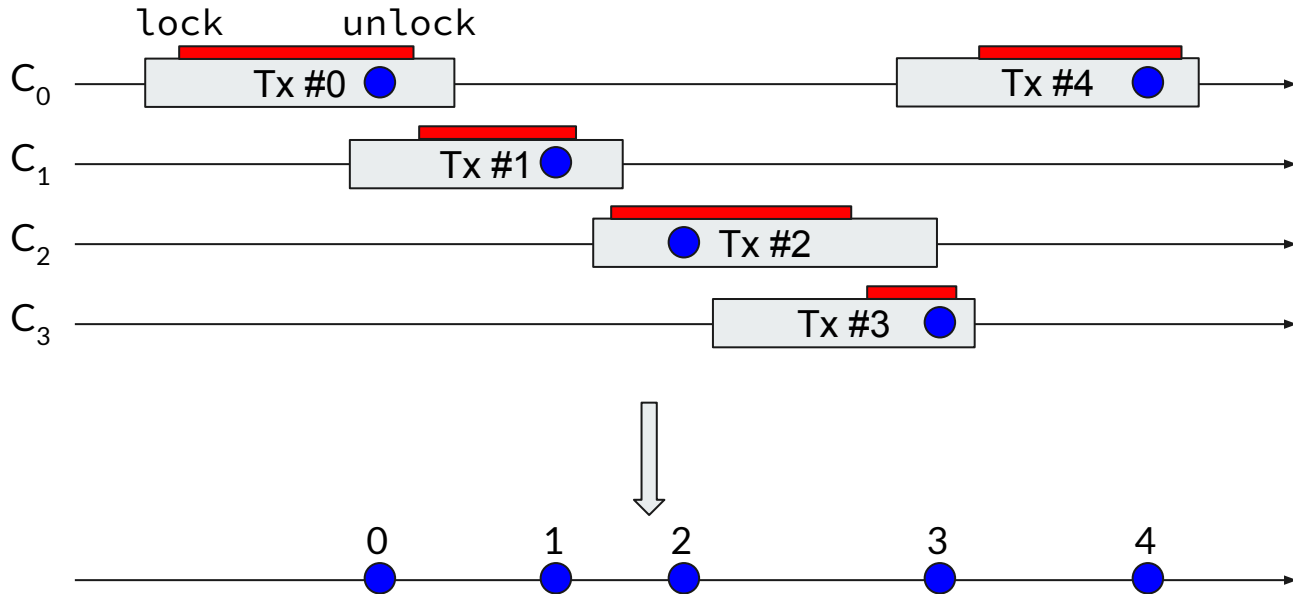 lock unlock
C0 Tx #0 Tx #4
C1 Tx #1
C2 Tx #2
C3 Tx #3
0 1 2 3 4